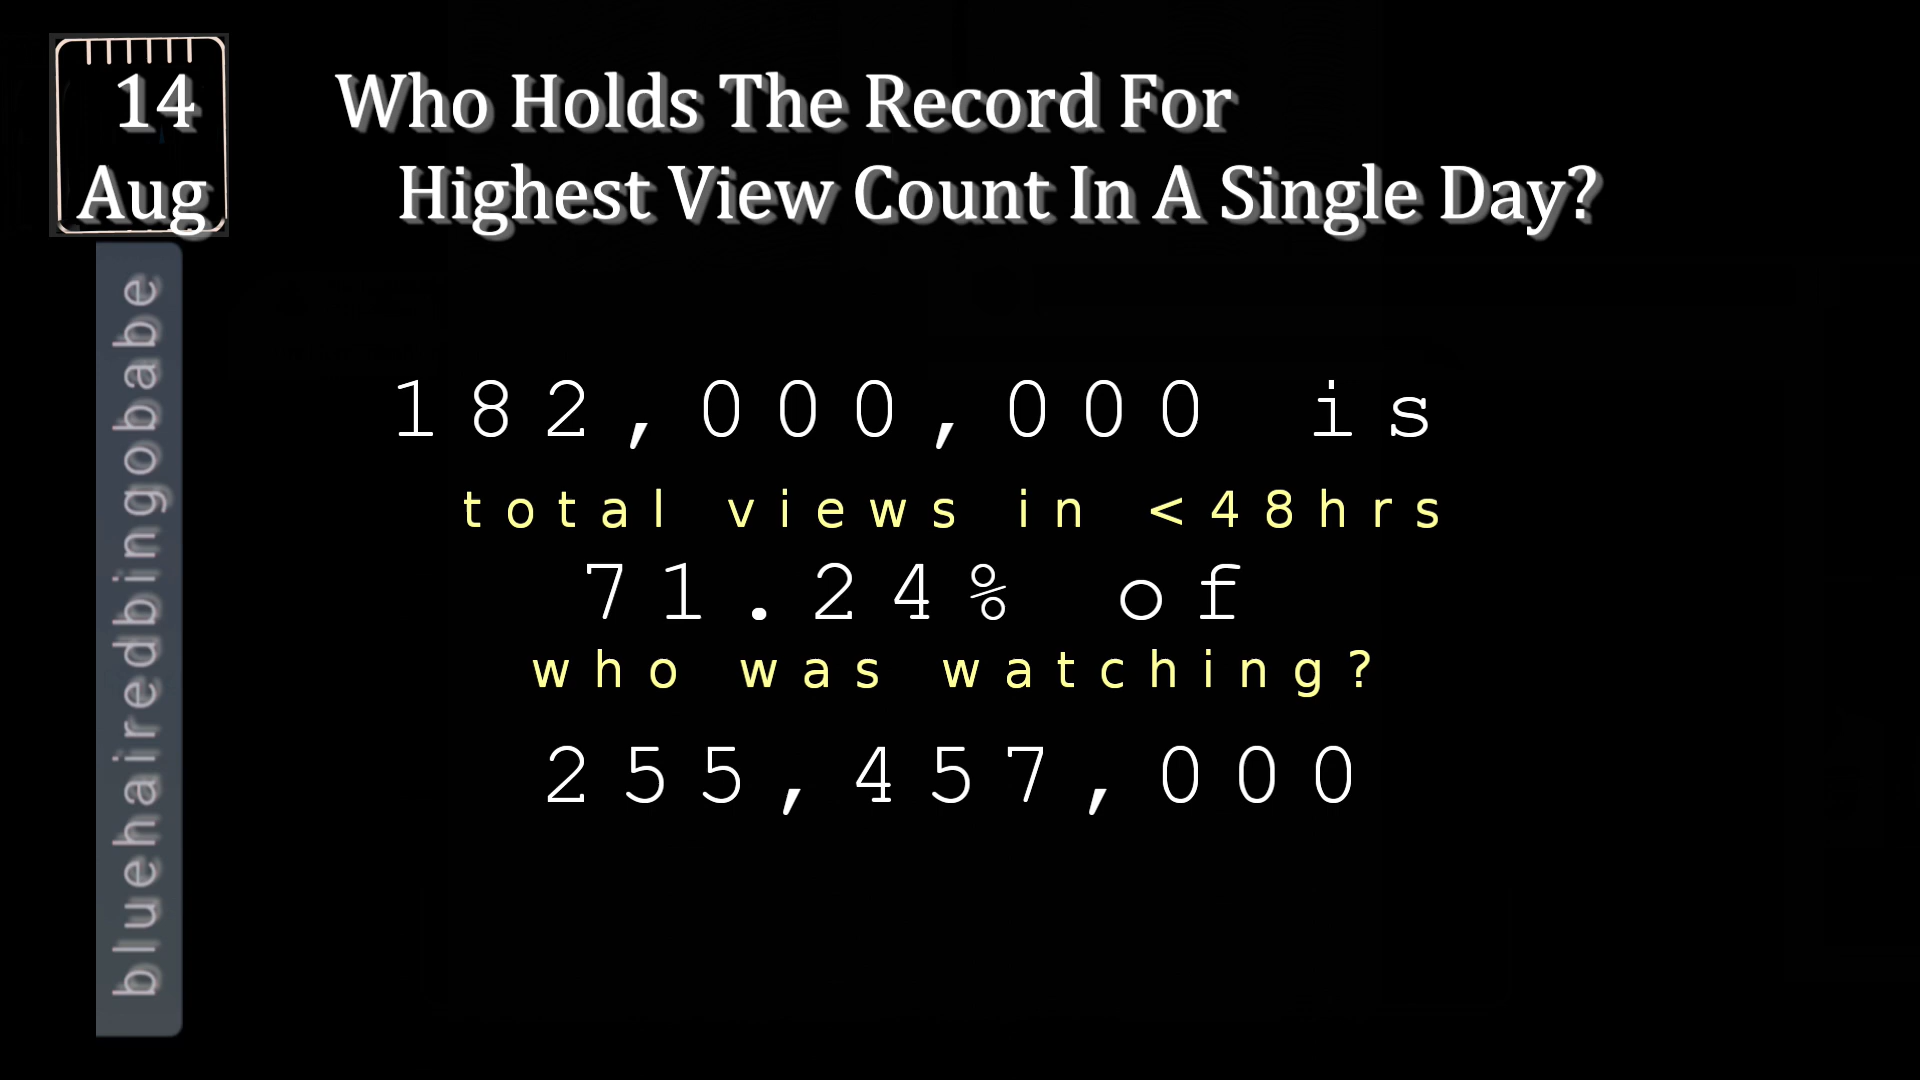 14
Aug
Who Holds The Record For
Highest View Count In A Single Day?
bluehairedbingobabe
182,000,000 is
total views in <48hrs
71.24% of
who was watching?
255,457,000